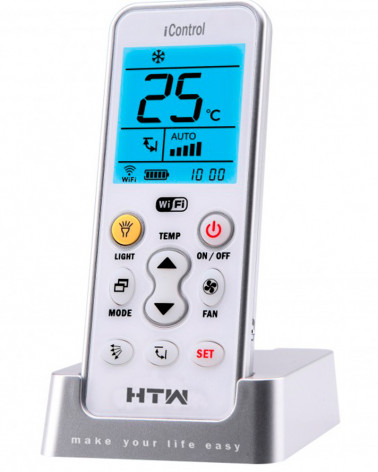 iControl
25°C
AUTO
WiFi
10 00
WiFi
TEMP
LIGHT
ON / OFF
MODE
FAN
SET
HTW
make your life easy